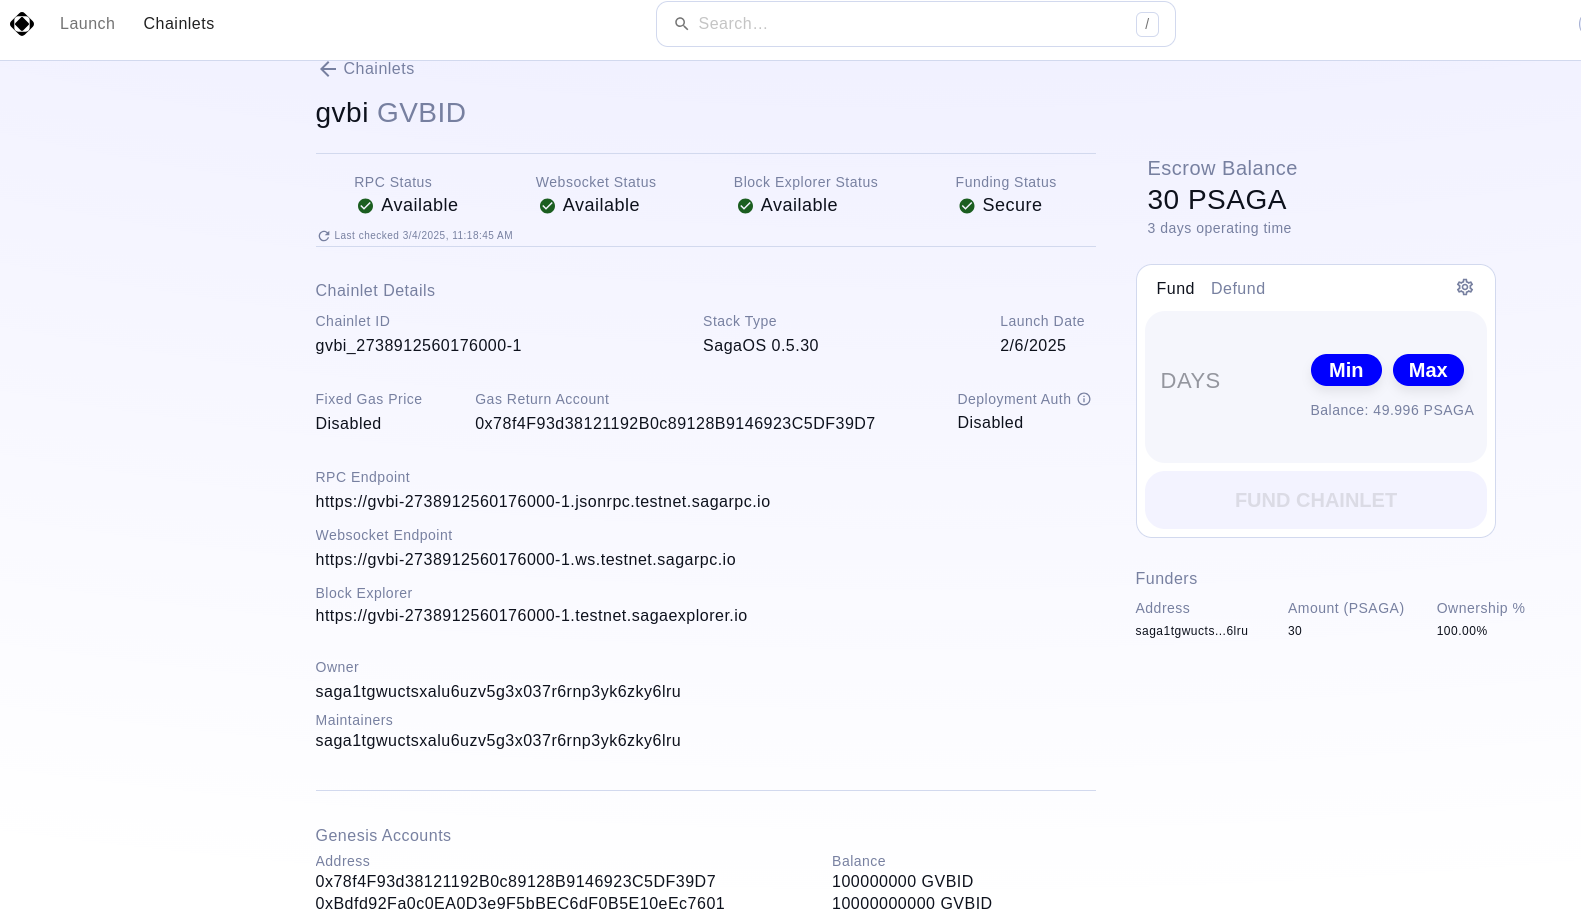 Launch
Chainlets
Search...
/
Chainlets
gvbi GVBID
RPC Status
Available
Websocket Status
Available
Block Explorer Status
Available
Funding Status
Secure
Last checked 3/4/2025, 11:18:45 AM
Chainlet Details
Chainlet ID
gvbi_2738912560176000-1
Stack Type
SagaOS 0.5.30
Launch Date
2/6/2025
Fixed Gas Price
Disabled
Gas Return Account
0x78f4F93d38121192B0c89128B9146923C5DF39D7
Deployment Auth
Disabled
RPC Endpoint
https://gvbi-2738912560176000-1.jsonrpc.testnet.sagarpc.io
Websocket Endpoint
https://gvbi-2738912560176000-1.ws.testnet.sagarpc.io
Block Explorer
https://gvbi-2738912560176000-1.testnet.sagaexplorer.io
Owner
saga1tgwuctsxalu6uzv5g3x037r6rnp3yk6zky6lru
Maintainers
saga1tgwuctsxalu6uzv5g3x037r6rnp3yk6zky6lru
Genesis Accounts
Address
Balance
0x78f4F93d38121192B0c89128B9146923C5DF39D7
100000000 GVBID
0xBdfd92Fa0c0EA0D3e9F5bBEC6dF0B5E10eEc7601
10000000000 GVBID
Escrow Balance
30 PSAGA
3 days operating time
Fund
Defund
DAYS
Min
Max
Balance: 49.996 PSAGA
FUND CHAINLET
Funders
Address
Amount (PSAGA)
Ownership %
saga1tgwucts...6lru
30
100.00%